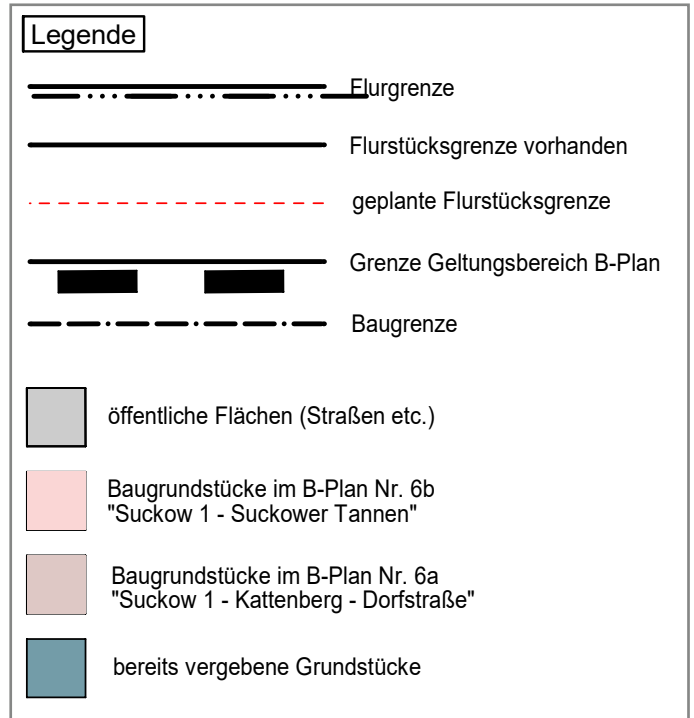 Legende
Flurgrenze
Flurstücksgrenze vorhanden
geplante Flurstücksgrenze
Grenze Geltungsbereich B-Plan
Baugrenze
öffentliche Flächen (Straßen etc.)
Baugrundstücke im B-Plan Nr. 6b
"Suckow 1 - Suckower Tannen"
Baugrundstücke im B-Plan Nr. 6a
"Suckow 1 - Kattenberg - Dorfstraße"
bereits vergebene Grundstücke